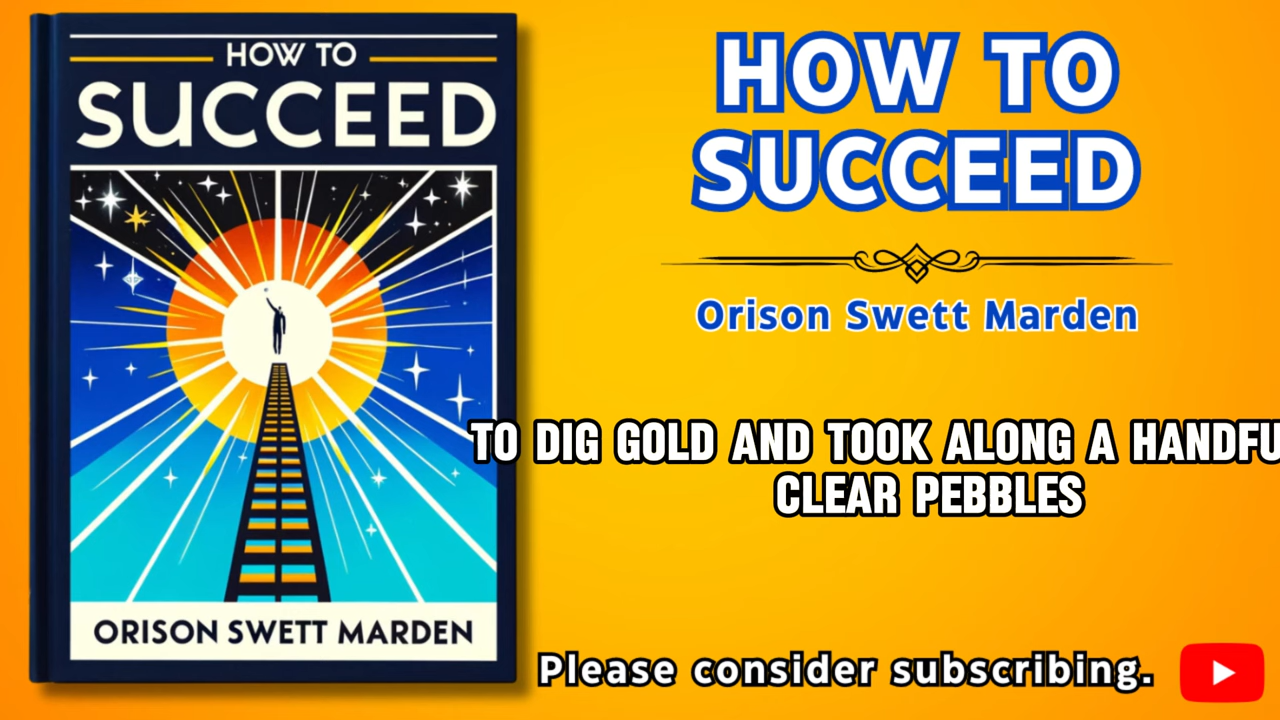 HOW TO
SUCCEED
ORISON SWETT MARDEN
HOW TO
SUCCEED
Orison Swett Marden
TO DIG GOLD AND TOOK ALONG A
CLEAR PEBBLES
Please consider subscribing.